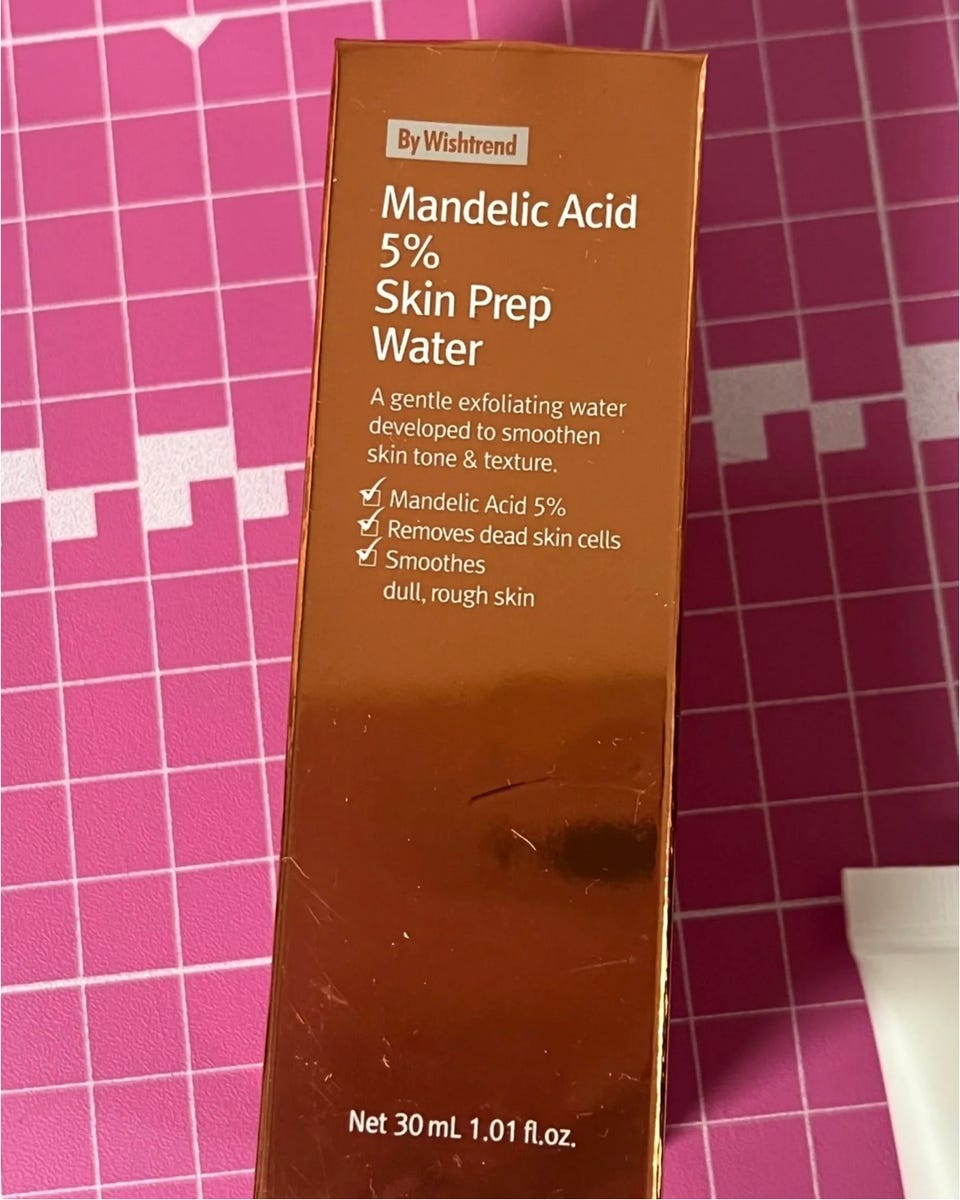 By Wishtrend
Mandelic Acid
5%
Skin Prep
Water
A gentle exfoliating water
developed to smoothen
skin tone & texture.
Mandelic Acid 5%
Removes dead skin cells
Smoothes
dull, rough skin
Net 30 mL 1.01 fl.oz.